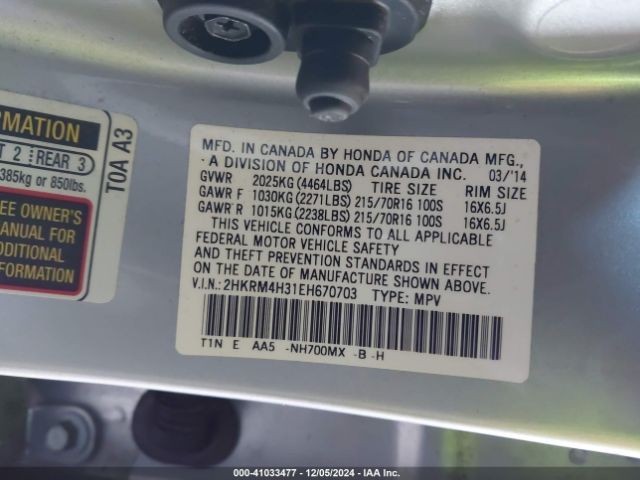 RMATION
T 2 REAR 3
385kg or 850lbs.
EE OWNER'S
MANUAL FOR
ADDITIONAL
FORMATION
T0A A3
MFD. IN CANADA BY HONDA OF CANADA MFG.,
A DIVISION OF HONDA CANADA INC. 03/'14
GVWR 2025KG (4464LBS) TIRE SIZE RIM SIZE
GAWR F 1030KG (2271LBS) 215/70R16 100S 16X6.5J
GAWR R 1015KG (2238LBS) 215/70R16 100S 16X6.5J
THIS VEHICLE CONFORMS TO ALL APPLICABLE
FEDERAL MOTOR VEHICLE SAFETY
AND THEFT PREVENTION STANDARDS IN EFFECT
ON THE DATE OF MANUFACTURE SHOWN ABOVE.
V.I.N.: 2HKRM4H31EH670703 TYPE: MPV
T1N E AA5 -NH700MX -B -H
000-41033477 - 12/05/2024 - IAA Inc.